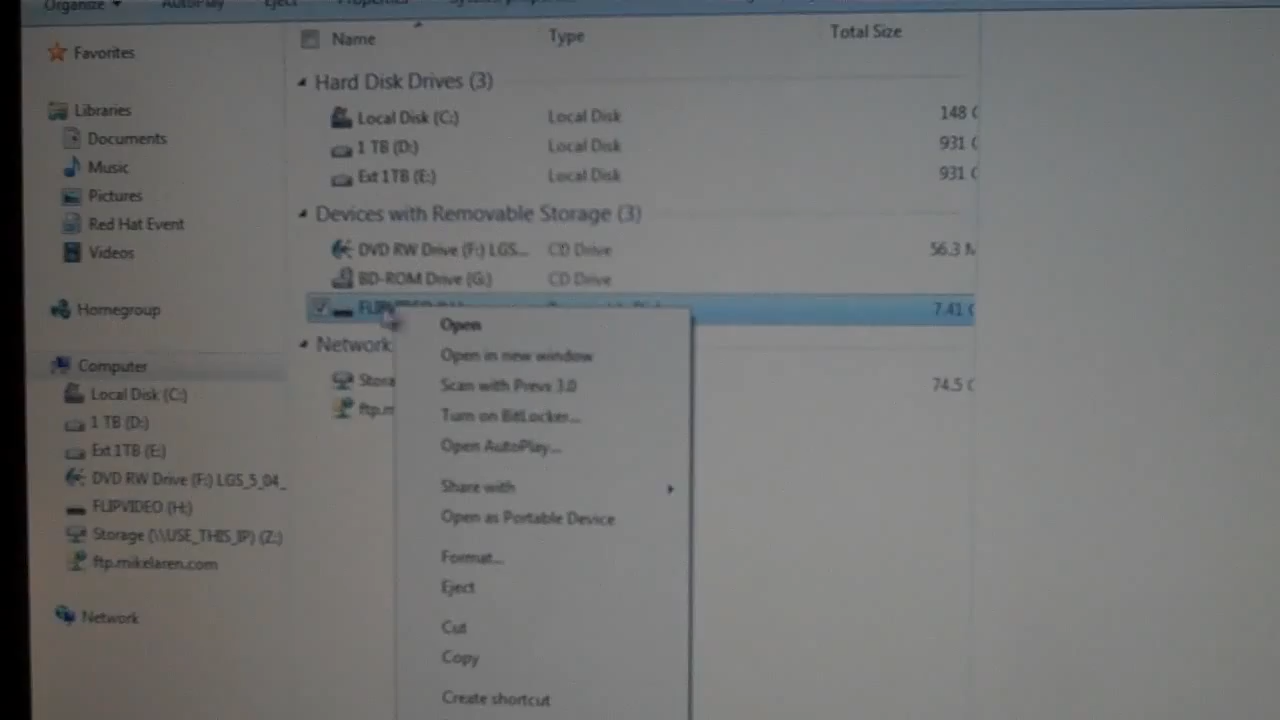 Organize AutoPlay Eject Properties
Name Type Total Size
Favorites
Libraries
Documents
Music
Pictures
Red Hat Event
Videos
Homegroup
Computer
Local Disk (C:)
1 TB (D:)
Ext 1TB (E:)
DVD RW Drive (F:) LGS_5_04_
FLIPVIDEO (H:)
Storage (\\USE_THIS_IP) (Z:)
ftp.mikelaren.com
Network
Hard Disk Drives (3)
Local Disk (C:) Local Disk 148
1 TB (D:) Local Disk 931
Ext 1TB (E:) Local Disk 931
Devices with Removable Storage (3)
DVD RW Drive (F:) LGS... CD Drive 56.3 M
BD-ROM Drive (G:) CD Drive
7.41
Network
Stora 74.5
ftp.m
Open
Open in new window
Scan with Prevx 3.0
Turn on BitLocker...
Open AutoPlay...
Share with
Open as Portable Device
Format...
Eject
Cut
Copy
Create shortcut